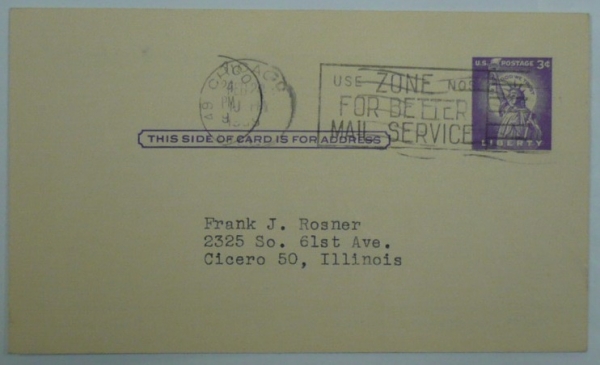 CHICAGO
PM
USE ZONE NOS.
FOR BETTER
MAIL SERVICE
U.S. POSTAGE 3¢
LIBERTY
THIS SIDE OF CARD IS FOR ADDRESS
Frank J. Rosner
2325 So. 61st Ave.
Cicero 50, Illinois